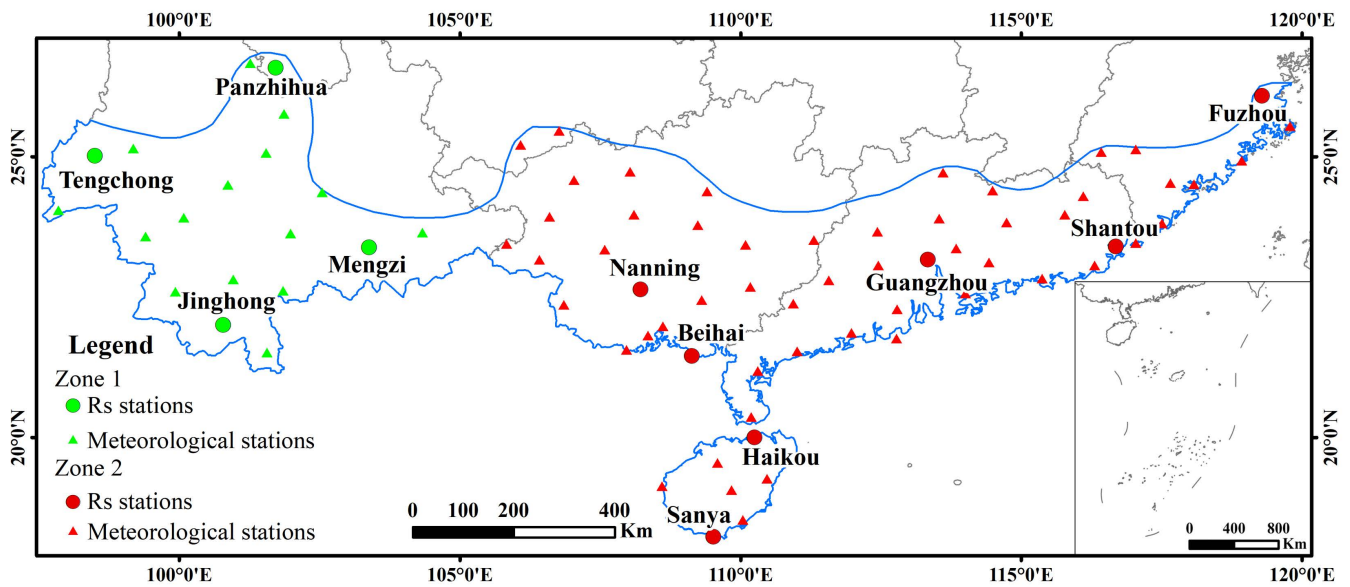 100°0'E 105°0'E 110°0'E 115°0'E 120°0'E
25°0'N
20°0'N
Panzhihua
Tengchong
Mengzi
Jinghong
Fuzhou
Shantou
Guangzhou
Nanning
Beihai
Haikou
Sanya
Legend
Zone 1
Rs stations
Meteorological stations
Zone 2
Rs stations
Meteorological stations
0 100 200 400
Km
0 400 800
Km
25°0'N
20°0'N
100°0'E 105°0'E 110°0'E 115°0'E 120°0'E